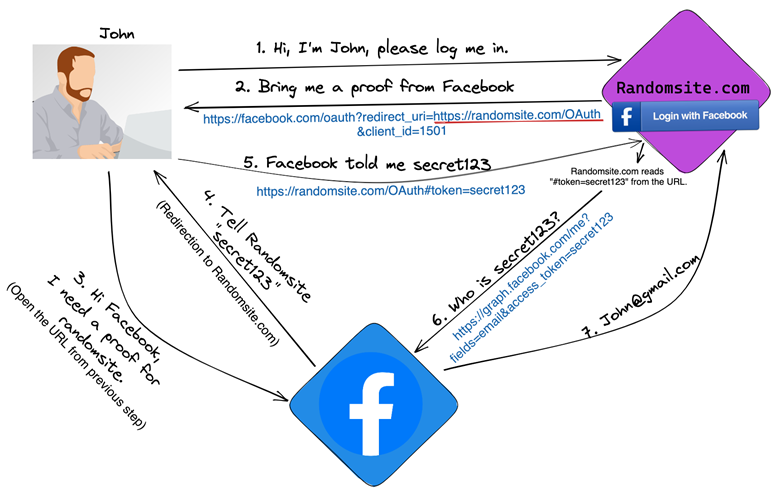 John
1. Hi, I'm John, please log me in.
2. Bring me a proof from Facebook
https://facebook.com/oauth?redirect_uri=https://randomsite.com/OAuth
&client_id=1501
Randomsite.com
f Login with Facebook
5. Facebook told me secret123
https://randomsite.com/OAuth#token=secret123
Randomsite.com reads
"#token=secret123" from the URL.
4. Tell Randomsite
"secret123"
(Redirection to Randomsite.com)
3. Hi Facebook,
I need a proof for
randomsite.
(Open the URL from previous step)
6. Who is secret123?
https://graph.facebook.com/me?
fields=email&access_token=secret123
7. John@gmail.com
f